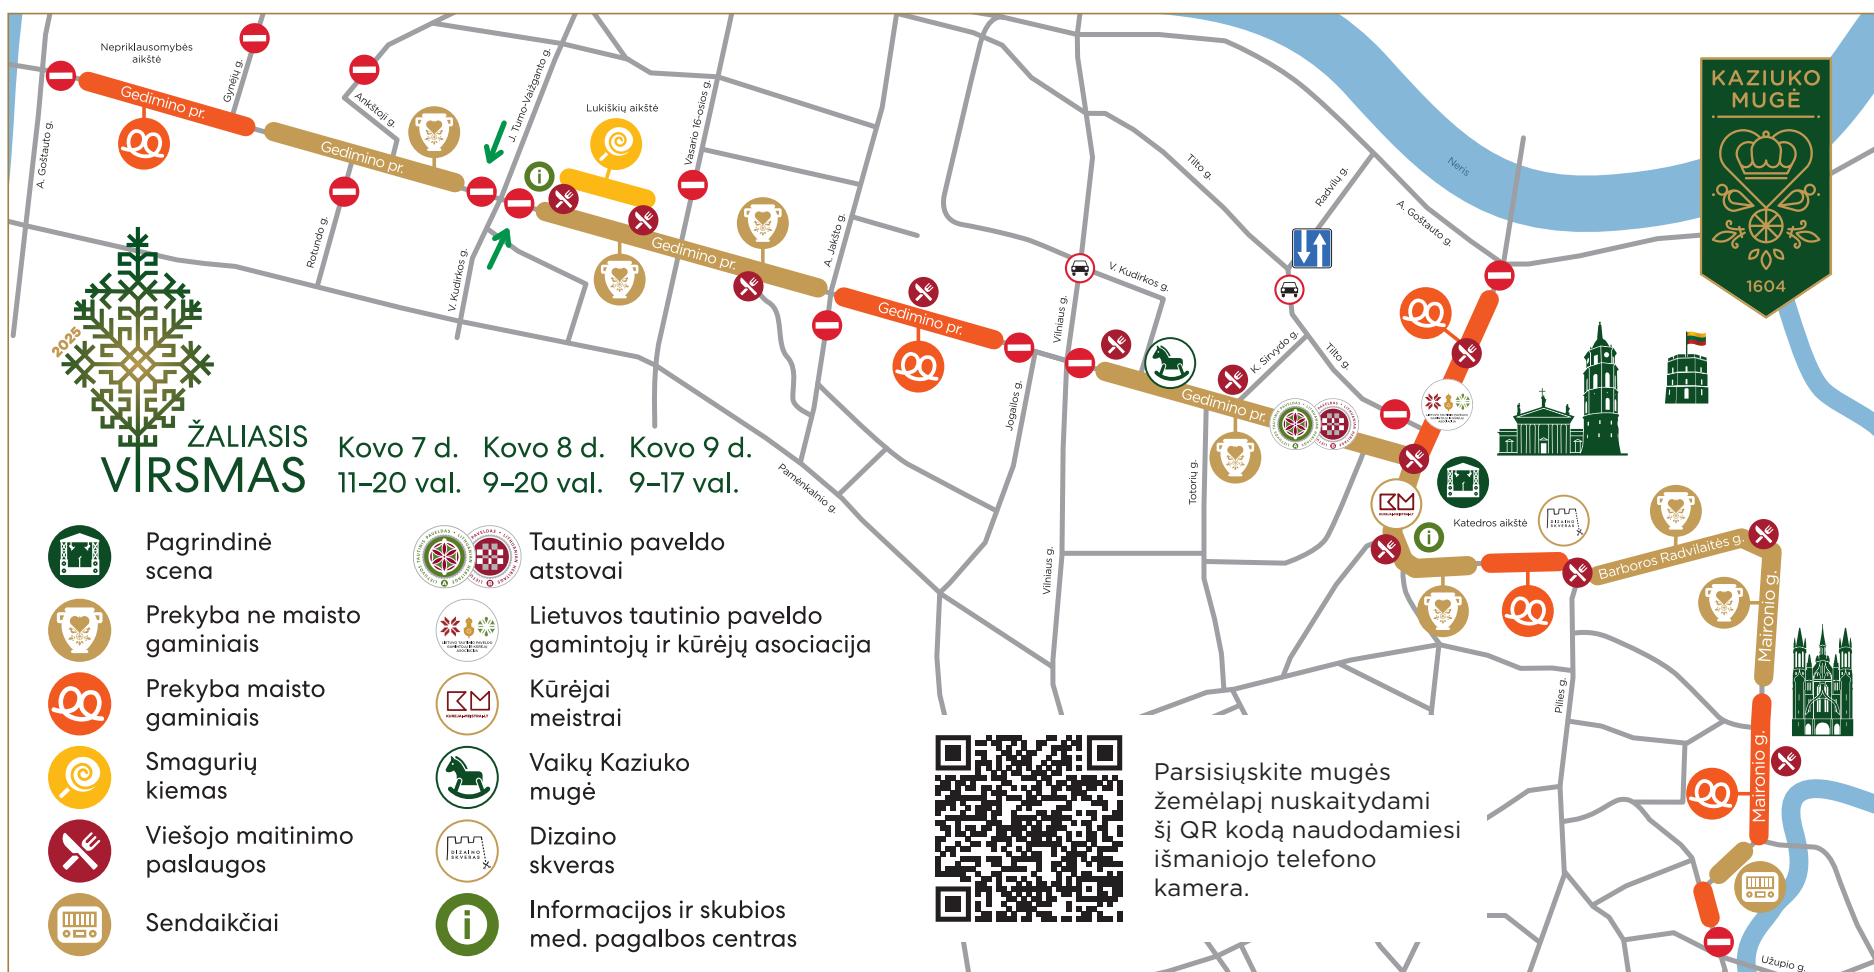 Nepriklausomybės
aikštė
Gynėjų g.
A. Goštauto g.
Gedimino pr.
Ankštoji g.
Gedimino pr.
Rotundo g.
J. Tumo-Vaižganto g.
V. Kudirkos g.
Lukiškių aikštė
Vasario 16-osios g.
Gedimino pr.
A. Jakšto g.
Gedimino pr.
Jogailos g.
Vilniaus g.
V. Kudirkos g.
Tilto g.
Radvilų g.
A. Goštauto g.
Neris
K. Sirvydo g.
Tilto g.
Gedimino pr.
Totorių g.
Pamėnkalnio g.
Vilniaus g.
Katedros aikštė
DIZAINO
SKVERAS
Barboros Radvilaitės g.
Maironio g.
Maironio g.
Maironio g.
Pilies g.
Užupio g.
KAZIUKO
MUGĖ
1604
2025
ŽALIASIS
VIRSMAS
Kovo 7 d.
11–20 val.
Kovo 8 d.
9–20 val.
Kovo 9 d.
9–17 val.
Pagrindinė
scena
Prekyba ne maisto
gaminiais
Prekyba maisto
gaminiais
Smagurių
kiemas
Viešojo maitinimo
paslaugos
Sendaikčiai
Tautinio paveldo
atstovai
Lietuvos tautinio paveldo
gamintojų ir kūrėjų asociacija
Kūrėjai
meistrai
Vaikų Kaziuko
mugė
DIZAINO
SKVERAS
Dizaino
skveras
Informacijos ir skubios
med. pagalbos centras
Parsisiųskite mugės
žemėlapį nuskaitydami
šį QR kodą naudodamiesi
išmaniojo telefono
kamera.